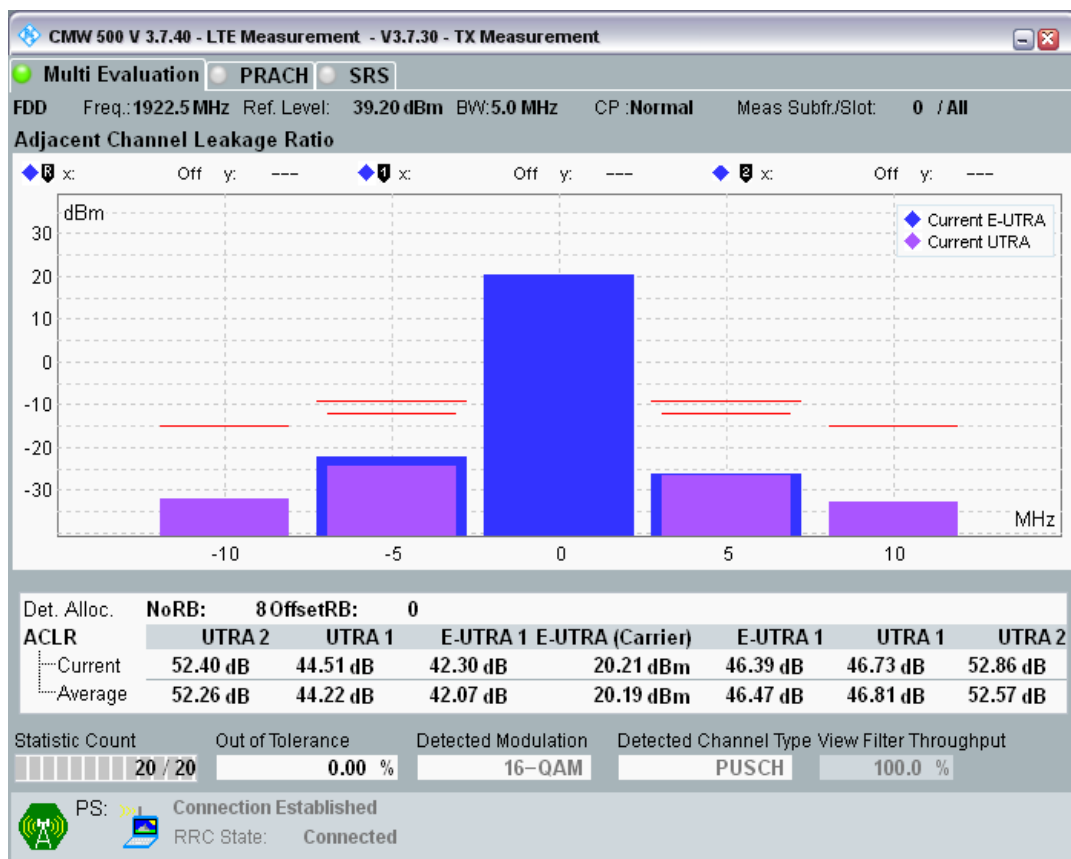 CMW 500 V 3.7.40 - LTE Measurement - V3.7.30 - TX Measurement
Multi Evaluation PRACH SRS
FDD Freq.: 1922.5 MHz Ref. Level: 39.20 dBm BW: 5.0 MHz CP : Normal Meas Subfr./Slot: 0 / All
Adjacent Channel Leakage Ratio
R x: Off y: --- 1 x: Off y: --- 2 x: Off y: ---
dBm
Current E-UTRA
Current UTRA
30
20
10
0
-10
-20
-30
MHz
-10 -5 0 5 10
Det. Alloc. NoRB: 8 OffsetRB: 0
ACLR UTRA 2 UTRA 1 E-UTRA 1 E-UTRA (Carrier) E-UTRA 1 UTRA 1 UTRA 2
Current 52.40 dB 44.51 dB 42.30 dB 20.21 dBm 46.39 dB 46.73 dB 52.86 dB
Average 52.26 dB 44.22 dB 42.07 dB 20.19 dBm 46.47 dB 46.81 dB 52.57 dB
Statistic Count Out of Tolerance Detected Modulation Detected Channel Type View Filter Throughput
20 / 20 0.00 % 16-QAM PUSCH 100.0 %
PS: Connection Established
RRC State: Connected